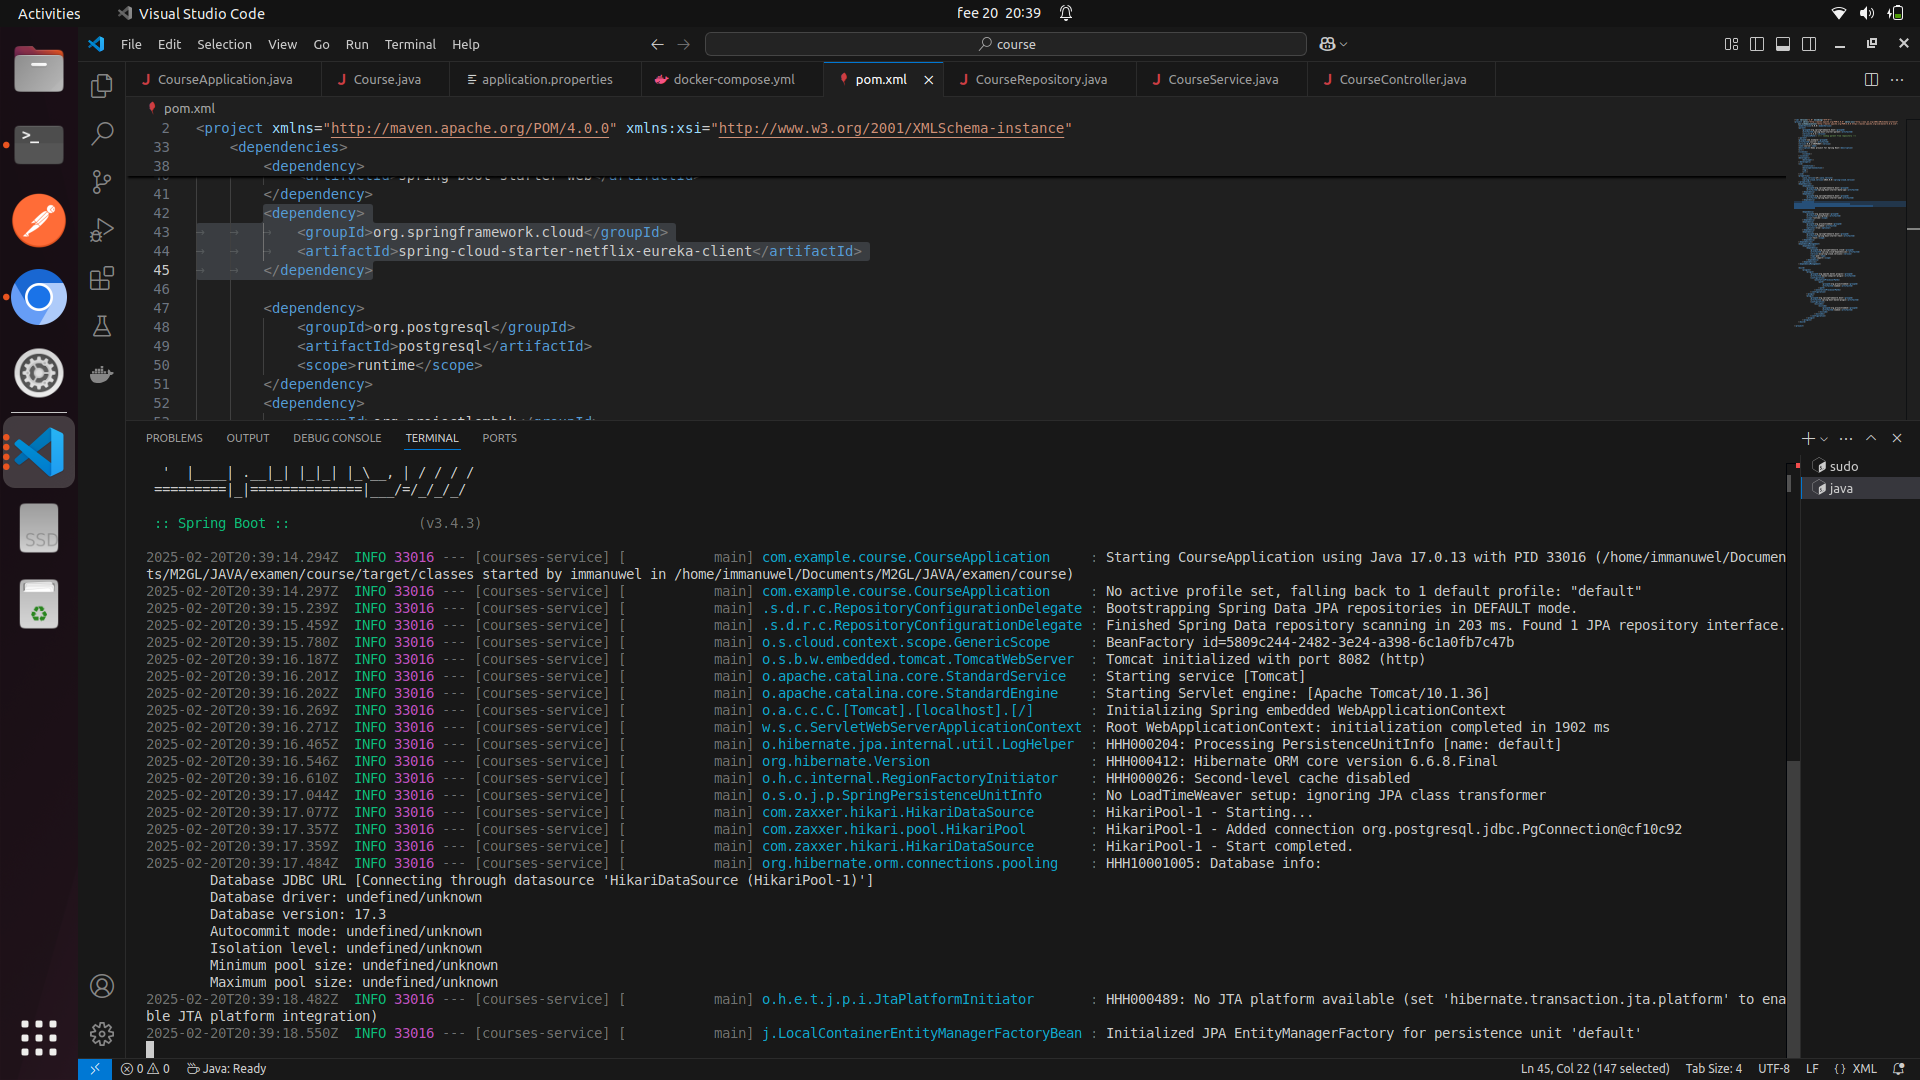 Activities
Visual Studio Code
fee 20 20:39
File Edit Selection View Go Run Terminal Help
course
CourseApplication.java
Course.java
application.properties
docker-compose.yml
pom.xml
CourseRepository.java
CourseService.java
CourseController.java
pom.xml
2 <project xmlns="http://maven.apache.org/POM/4.0.0" xmlns:xsi="http://www.w3.org/2001/XMLSchema-instance"
33 <dependencies>
38 <dependency>
41 </dependency>
42 <dependency>
43 <groupId>org.springframework.cloud</groupId>
44 <artifactId>spring-cloud-starter-netflix-eureka-client</artifactId>
45 </dependency>
46
47 <dependency>
48 <groupId>org.postgresql</groupId>
49 <artifactId>postgresql</artifactId>
50 <scope>runtime</scope>
51 </dependency>
52 <dependency>
PROBLEMS OUTPUT DEBUG CONSOLE TERMINAL PORTS
sudo
java
  '  |____| .__|_| |_|_| |_\__, | / / / /
 =========|_|==============|___/=/_/_/_/
 :: Spring Boot ::                (v3.4.3)
2025-02-20T20:39:14.294Z  INFO 33016 --- [courses-service] [           main] com.example.course.CourseApplication     : Starting CourseApplication using Java 17.0.13 with PID 33016 (/home/immanuwel/Documen
ts/M2GL/JAVA/examen/course/target/classes started by immanuwel in /home/immanuwel/Documents/M2GL/JAVA/examen/course)
2025-02-20T20:39:14.297Z  INFO 33016 --- [courses-service] [           main] com.example.course.CourseApplication     : No active profile set, falling back to 1 default profile: "default"
2025-02-20T20:39:15.239Z  INFO 33016 --- [courses-service] [           main] .s.d.r.c.RepositoryConfigurationDelegate : Bootstrapping Spring Data JPA repositories in DEFAULT mode.
2025-02-20T20:39:15.459Z  INFO 33016 --- [courses-service] [           main] .s.d.r.c.RepositoryConfigurationDelegate : Finished Spring Data repository scanning in 203 ms. Found 1 JPA repository interface.
2025-02-20T20:39:15.780Z  INFO 33016 --- [courses-service] [           main] o.s.cloud.context.scope.GenericScope     : BeanFactory id=5809c244-2482-3e24-a398-6c1a0fb7c47b
2025-02-20T20:39:16.187Z  INFO 33016 --- [courses-service] [           main] o.s.b.w.embedded.tomcat.TomcatWebServer  : Tomcat initialized with port 8082 (http)
2025-02-20T20:39:16.201Z  INFO 33016 --- [courses-service] [           main] o.apache.catalina.core.StandardService   : Starting service [Tomcat]
2025-02-20T20:39:16.202Z  INFO 33016 --- [courses-service] [           main] o.apache.catalina.core.StandardEngine    : Starting Servlet engine: [Apache Tomcat/10.1.36]
2025-02-20T20:39:16.269Z  INFO 33016 --- [courses-service] [           main] o.a.c.c.C.[Tomcat].[localhost].[/]       : Initializing Spring embedded WebApplicationContext
2025-02-20T20:39:16.271Z  INFO 33016 --- [courses-service] [           main] w.s.c.ServletWebServerApplicationContext : Root WebApplicationContext: initialization completed in 1902 ms
2025-02-20T20:39:16.465Z  INFO 33016 --- [courses-service] [           main] o.hibernate.jpa.internal.util.LogHelper  : HHH000204: Processing PersistenceUnitInfo [name: default]
2025-02-20T20:39:16.546Z  INFO 33016 --- [courses-service] [           main] org.hibernate.Version                    : HHH000412: Hibernate ORM core version 6.6.8.Final
2025-02-20T20:39:16.610Z  INFO 33016 --- [courses-service] [           main] o.h.c.internal.RegionFactoryInitiator    : HHH000026: Second-level cache disabled
2025-02-20T20:39:17.044Z  INFO 33016 --- [courses-service] [           main] o.s.o.j.p.SpringPersistenceUnitInfo      : No LoadTimeWeaver setup: ignoring JPA class transformer
2025-02-20T20:39:17.077Z  INFO 33016 --- [courses-service] [           main] com.zaxxer.hikari.HikariDataSource       : HikariPool-1 - Starting...
2025-02-20T20:39:17.357Z  INFO 33016 --- [courses-service] [           main] com.zaxxer.hikari.pool.HikariPool        : HikariPool-1 - Added connection org.postgresql.jdbc.PgConnection@cf10c92
2025-02-20T20:39:17.359Z  INFO 33016 --- [courses-service] [           main] com.zaxxer.hikari.HikariDataSource       : HikariPool-1 - Start completed.
2025-02-20T20:39:17.484Z  INFO 33016 --- [courses-service] [           main] org.hibernate.orm.connections.pooling    : HHH10001005: Database info:
Database JDBC URL [Connecting through datasource 'HikariDataSource (HikariPool-1)']
Database driver: undefined/unknown
Database version: 17.3
Autocommit mode: undefined/unknown
Isolation level: undefined/unknown
Minimum pool size: undefined/unknown
Maximum pool size: undefined/unknown
2025-02-20T20:39:18.482Z  INFO 33016 --- [courses-service] [           main] o.h.e.t.j.p.i.JtaPlatformInitiator       : HHH000489: No JTA platform available (set 'hibernate.transaction.jta.platform' to ena
ble JTA platform integration)
2025-02-20T20:39:18.550Z  INFO 33016 --- [courses-service] [           main] j.LocalContainerEntityManagerFactoryBean : Initialized JPA EntityManagerFactory for persistence unit 'default'
SSD
0 0 Java: Ready
Ln 45, Col 22 (147 selected) Tab Size: 4 UTF-8 LF {} XML